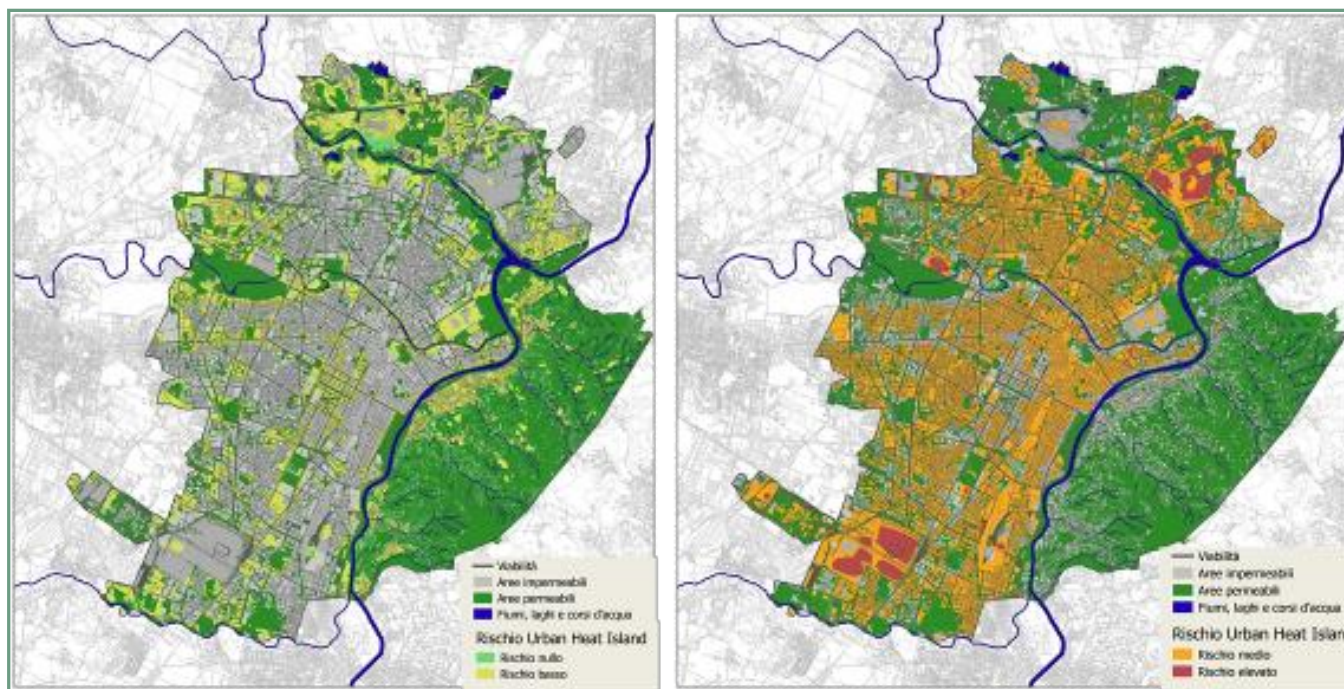 Viabilità
Aree impermeabili
Aree permeabili
Fiumi, laghi e corsi d'acqua
Rischio Urban Heat Island
Rischio nullo
Rischio basso
Viabilità
Aree impermeabili
Aree permeabili
Fiumi, laghi e corsi d'acqua
Rischio Urban Heat Islan
Rischio medio
Rischio elevato